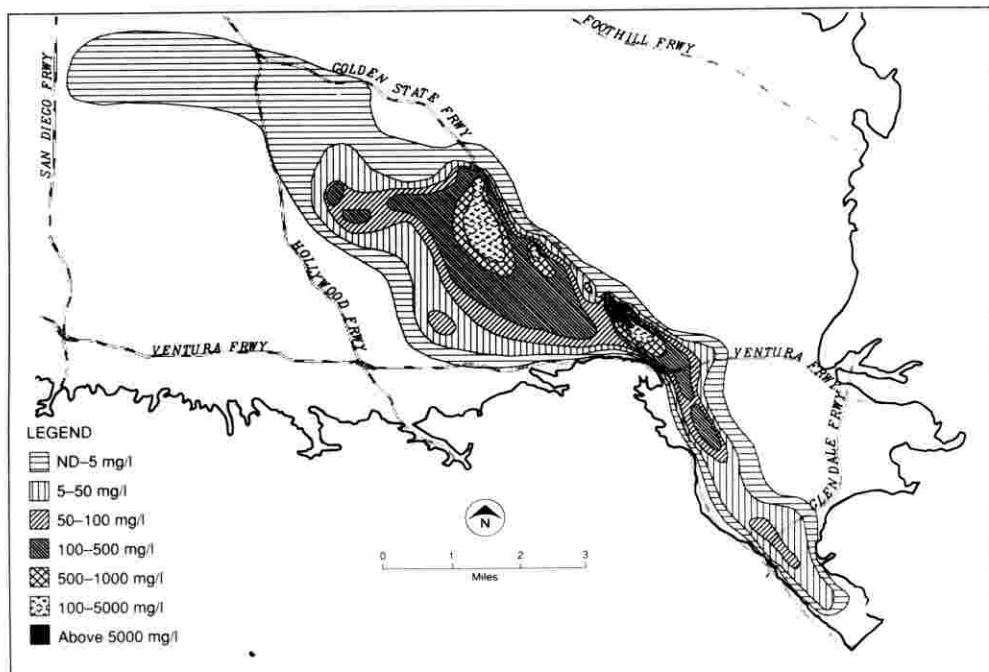 FOOTHILL FRWY
GOLDEN STATE FRWY
SAN DIEGO FRWY
HOLLYWOOD FRWY
VENTURA FRWY
VENTURA FRWY
GLENDALE FRWY
LEGEND
ND–5 mg/l
5–50 mg/l
50–100 mg/l
100–500 mg/l
500–1000 mg/l
100–5000 mg/l
Above 5000 mg/l
N
0 1 2 3
Miles